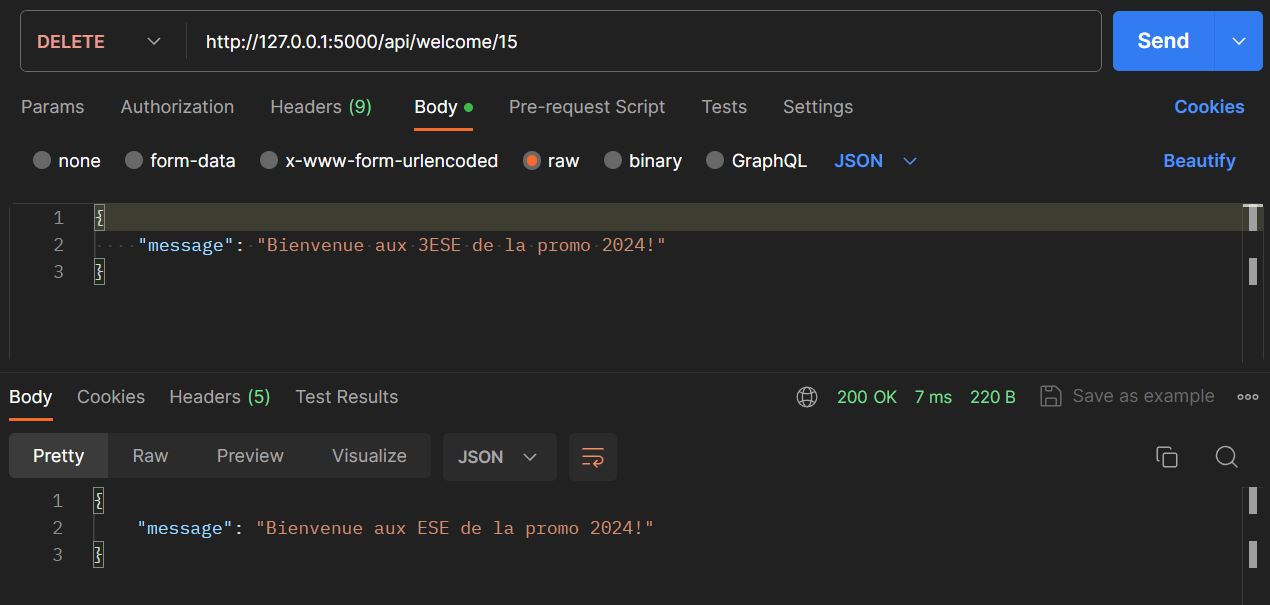 DELETE http://127.0.0.1:5000/api/welcome/15 Send
Params Authorization Headers (9) Body Pre-request Script Tests Settings Cookies
none form-data x-www-form-urlencoded raw binary GraphQL JSON Beautify
1 {
2 "message": "Bienvenue aux 3ESE de la promo 2024!"
3 }
Body Cookies Headers (5) Test Results 200 OK 7 ms 220 B Save as example
Pretty Raw Preview Visualize JSON
1 {
2 "message": "Bienvenue aux ESE de la promo 2024!"
3 }